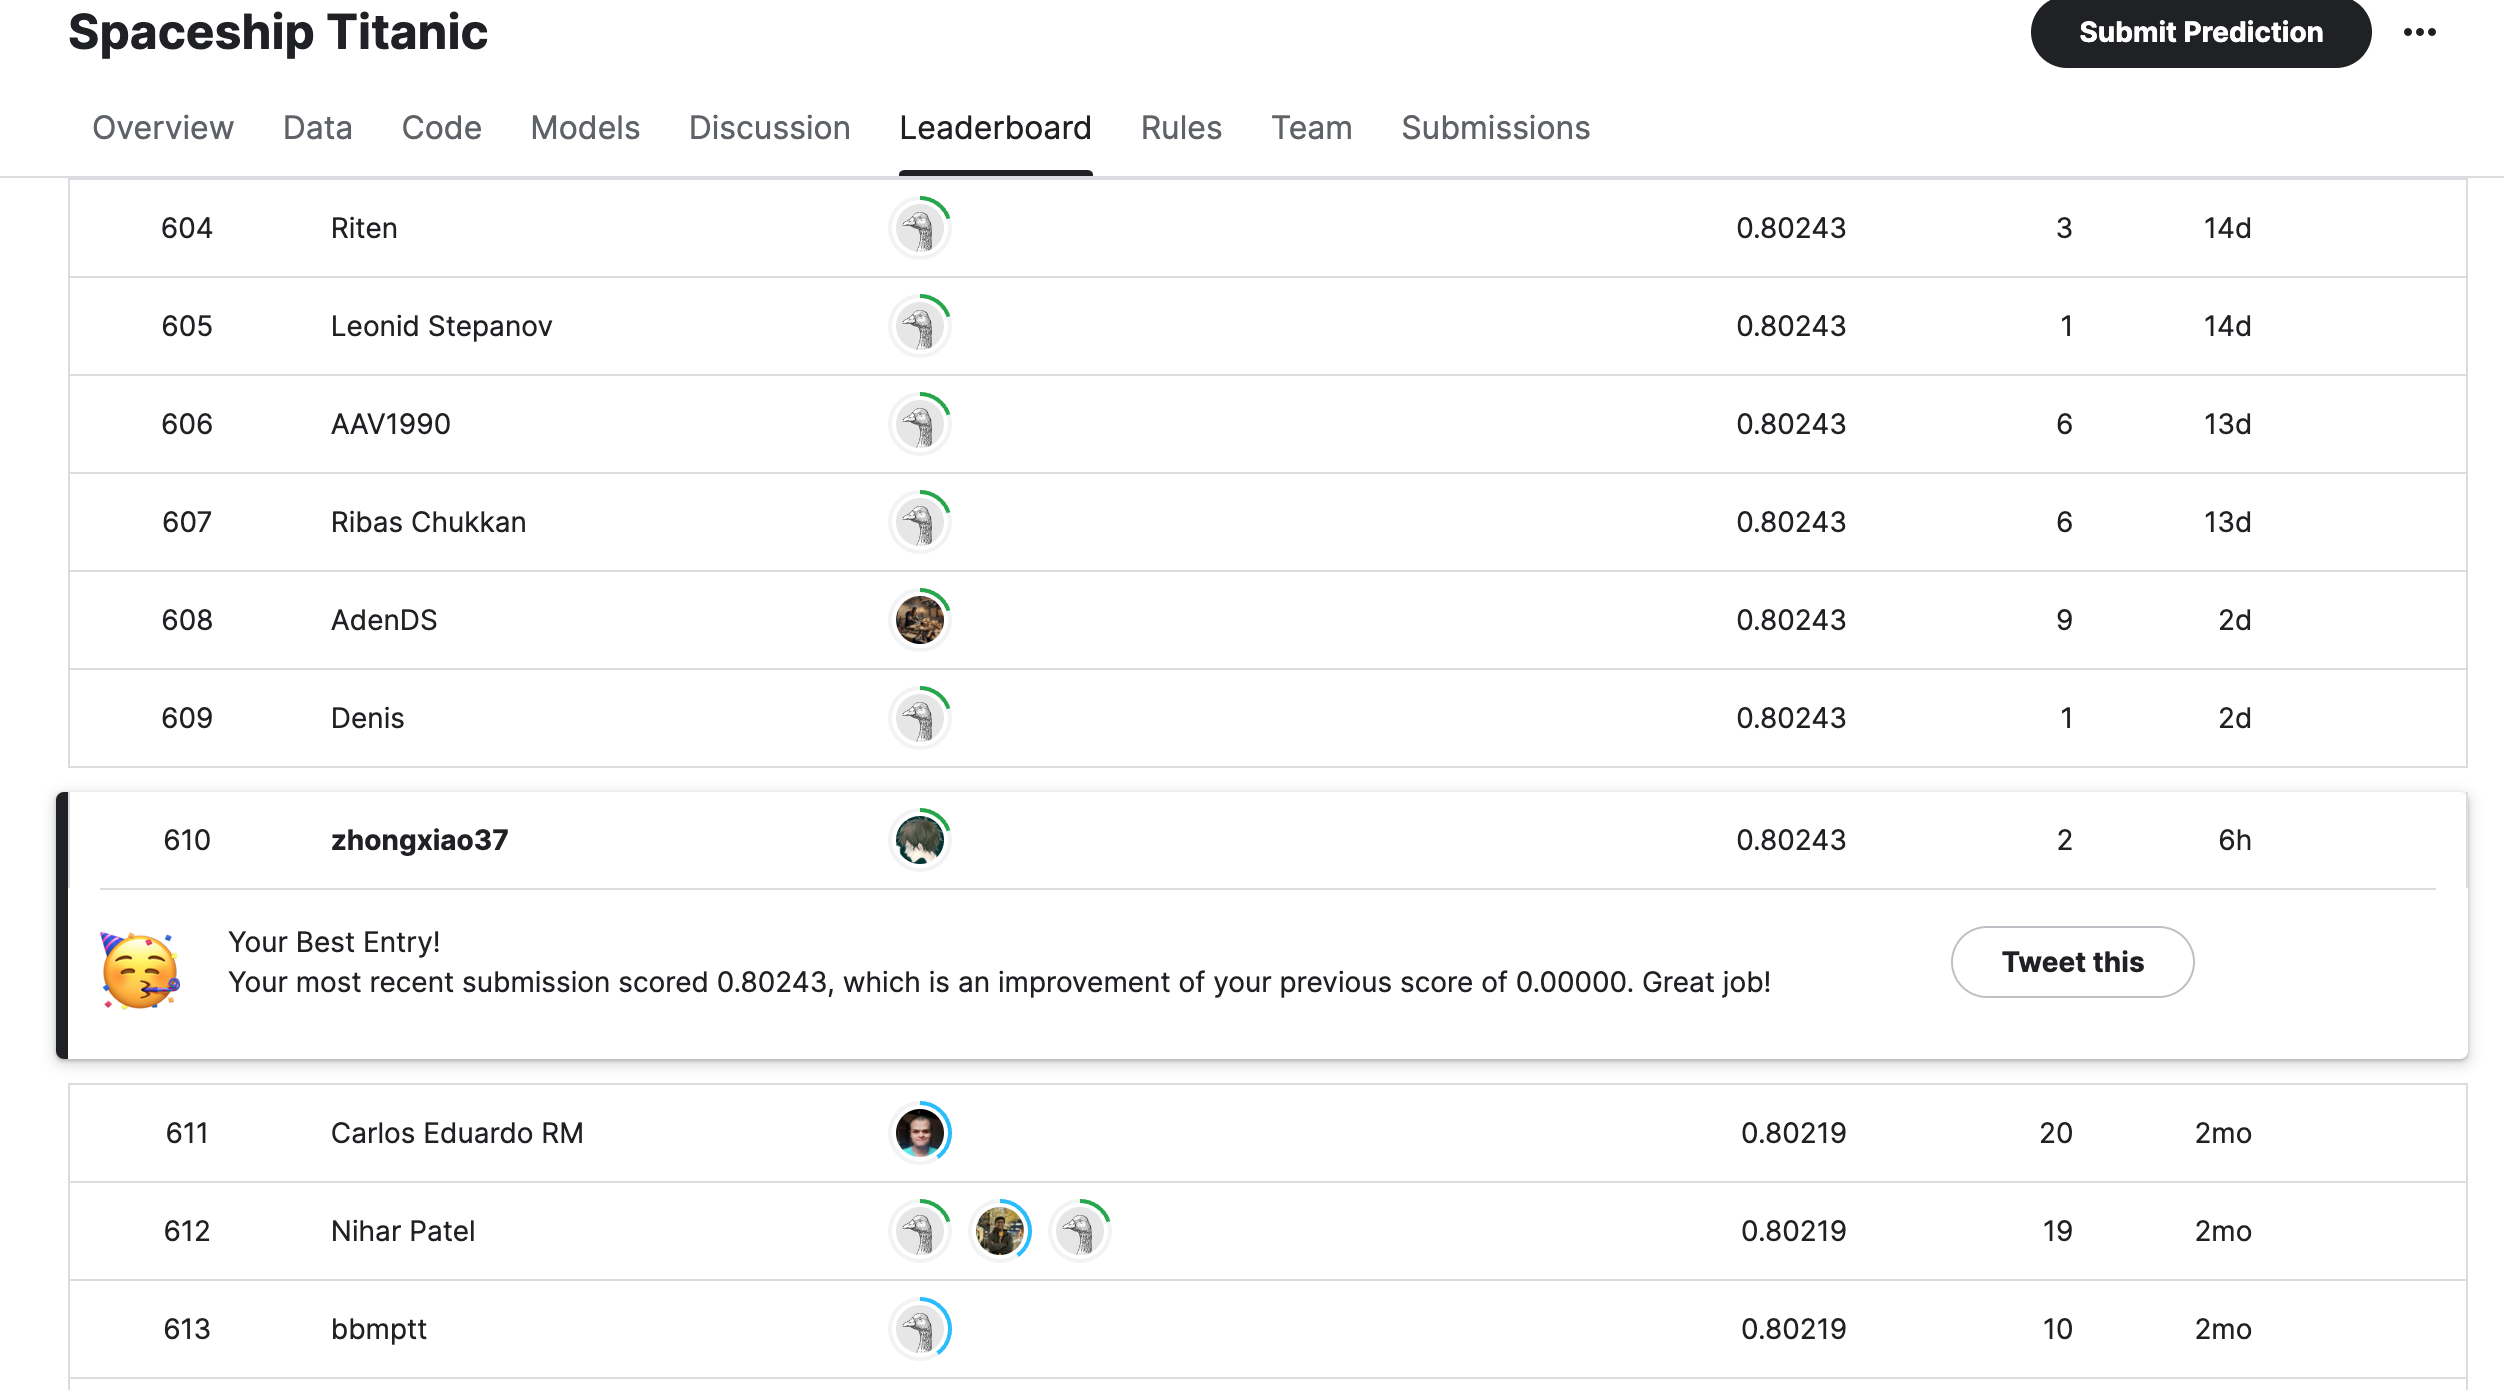 Spaceship Titanic
Submit Prediction
Overview Data Code Models Discussion Leaderboard Rules Team Submissions
604 Riten 0.80243 3 14d
605 Leonid Stepanov 0.80243 1 14d
606 AAV1990 0.80243 6 13d
607 Ribas Chukkan 0.80243 6 13d
608 AdenDS 0.80243 9 2d
609 Denis 0.80243 1 2d
610 zhongxiao37 0.80243 2 6h
Your Best Entry!
Your most recent submission scored 0.80243, which is an improvement of your previous score of 0.00000. Great job!
Tweet this
611 Carlos Eduardo RM 0.80219 20 2mo
612 Nihar Patel 0.80219 19 2mo
613 bbmptt 0.80219 10 2mo